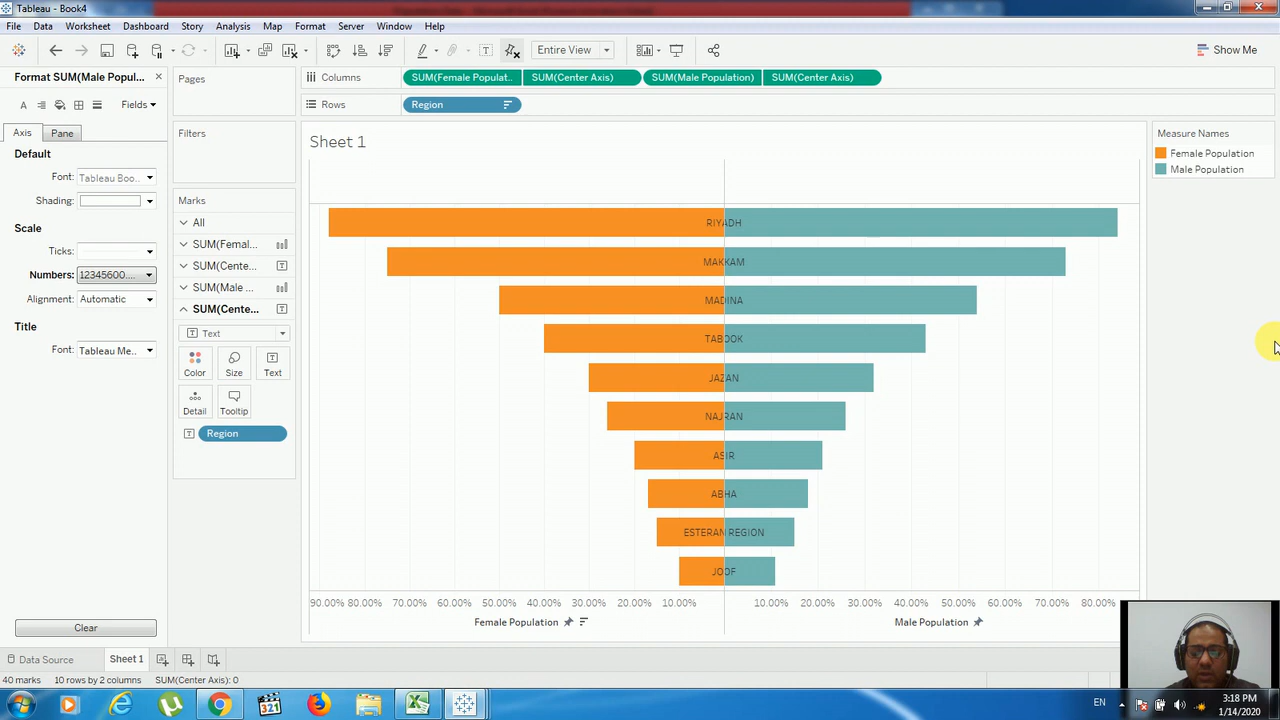 Tableau - Book4
File Data Worksheet Dashboard Story Analysis Map Format Server Window Help
Entire View
Show Me
Format SUM(Male Popul...
Fields
Axis Pane
Default
Font: Tableau Boo...
Shading:
Scale
Ticks:
Numbers: 12345600....
Alignment: Automatic
Title
Font: Tableau Me..
Clear
Pages
Filters
Marks
All
SUM(Femal...
SUM(Cente...
SUM(Male ...
SUM(Cente...
Text
Color Size Text
Detail Tooltip
Region
Columns SUM(Female Populat.. SUM(Center Axis) SUM(Male Population) SUM(Center Axis)
Rows Region
Sheet 1
RIYADH
MAKKAM
MADINA
TABOOK
JAZAN
NAJRAN
ASIR
ABHA
ESTERAN REGION
JOOF
90.00% 80.00% 70.00% 60.00% 50.00% 40.00% 30.00% 20.00% 10.00% 10.00% 20.00% 30.00% 40.00% 50.00% 60.00% 70.00% 80.00%
Female Population Male Population
Measure Names
Female Population
Male Population
Data Source Sheet 1
40 marks 10 rows by 2 columns SUM(Center Axis): 0
321
EN
3:18 PM
1/14/2020